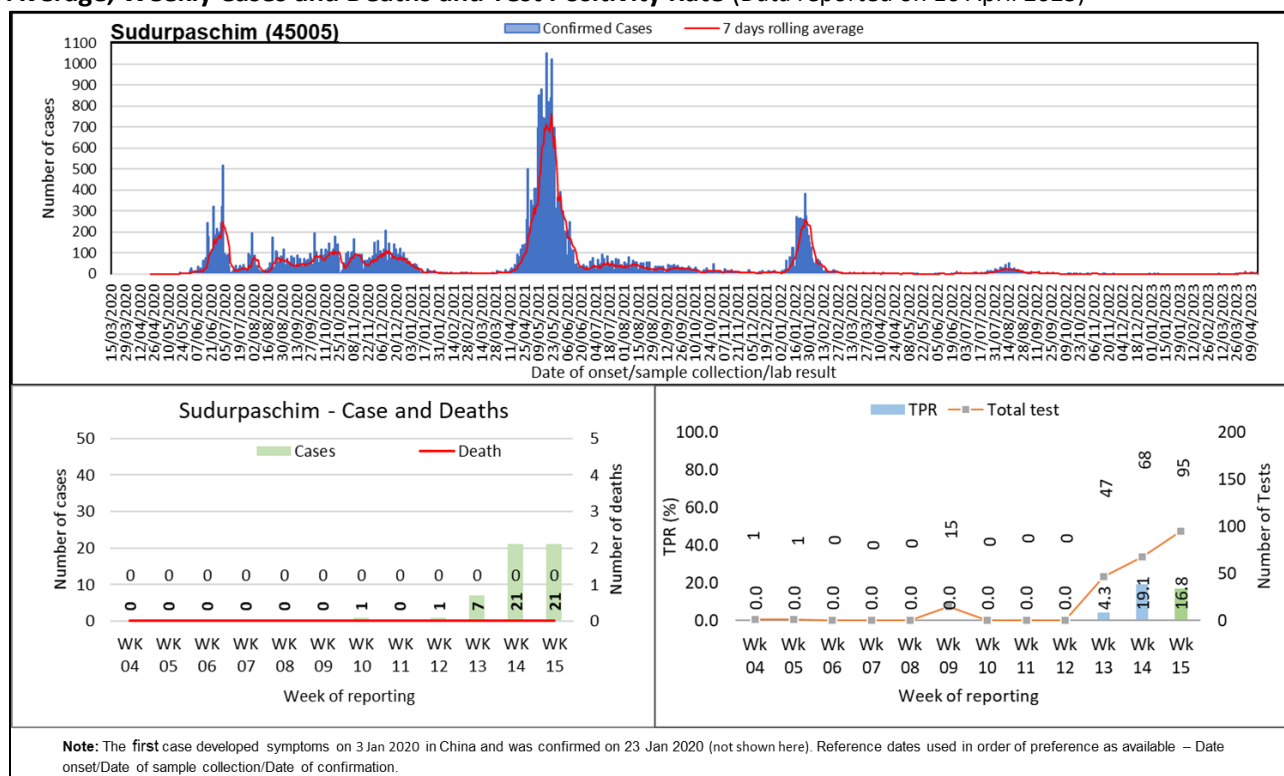 Average, Weekly Cases and Deaths and Test Positivity Rate (Data reported on 16 April 2023)
Sudurpaschim (45005)
Confirmed Cases 7 days rolling average
Number of cases
1100
1000
900
800
700
600
500
400
300
200
100
0
15/03/2020 29/03/2020 12/04/2020 26/04/2020 10/05/2020 24/05/2020 07/06/2020 21/06/2020 05/07/2020 19/07/2020 02/08/2020 16/08/2020 30/08/2020 13/09/2020 27/09/2020 11/10/2020 25/10/2020 08/11/2020 22/11/2020 06/12/2020 20/12/2020 03/01/2021 17/01/2021 31/01/2021 14/02/2021 28/02/2021 14/03/2021 28/03/2021 11/04/2021 25/04/2021 09/05/2021 23/05/2021 06/06/2021 20/06/2021 04/07/2021 18/07/2021 01/08/2021 15/08/2021 29/08/2021 12/09/2021 26/09/2021 10/10/2021 24/10/2021 07/11/2021 21/11/2021 05/12/2021 19/12/2021 02/01/2022 16/01/2022 30/01/2022 13/02/2022 27/02/2022 13/03/2022 27/03/2022 10/04/2022 24/04/2022 08/05/2022 22/05/2022 05/06/2022 19/06/2022 03/07/2022 17/07/2022 31/07/2022 14/08/2022 28/08/2022 11/09/2022 25/09/2022 09/10/2022 23/10/2022 06/11/2022 20/11/2022 04/12/2022 18/12/2022 01/01/2023 15/01/2023 29/01/2023 12/02/2023 26/02/2023 12/03/2023 26/03/2023 09/04/2023
Date of onset/sample collection/lab result
Sudurpaschim - Case and Deaths
Cases Death
Number of cases
50
40
30
20
10
0
Number of deaths
5
4
3
2
1
0
0 0 0 0 0 0 0 0 0 0 0 0
0 0 0 0 0 0 1 0 1 7 21 21
WK WK WK WK WK WK WK WK WK WK WK WK
04 05 06 07 08 09 10 11 12 13 14 15
Week of reporting
TPR Total test
TPR (%)
100.0
80.0
60.0
40.0
20.0
0.0
Number of Tests
200
150
100
50
0
1 1 0 0 0 15 0 0 0 47 68 95
0.0 0.0 0.0 0.0 0.0 0.0 0.0 0.0 0.0 4.3 19.1 16.8
Wk Wk Wk Wk Wk Wk Wk Wk Wk Wk Wk Wk
04 05 06 07 08 09 10 11 12 13 14 15
Week of reporting
Note: The first case developed symptoms on 3 Jan 2020 in China and was confirmed on 23 Jan 2020 (not shown here). Reference dates used in order of preference as available – Date
onset/Date of sample collection/Date of confirmation.